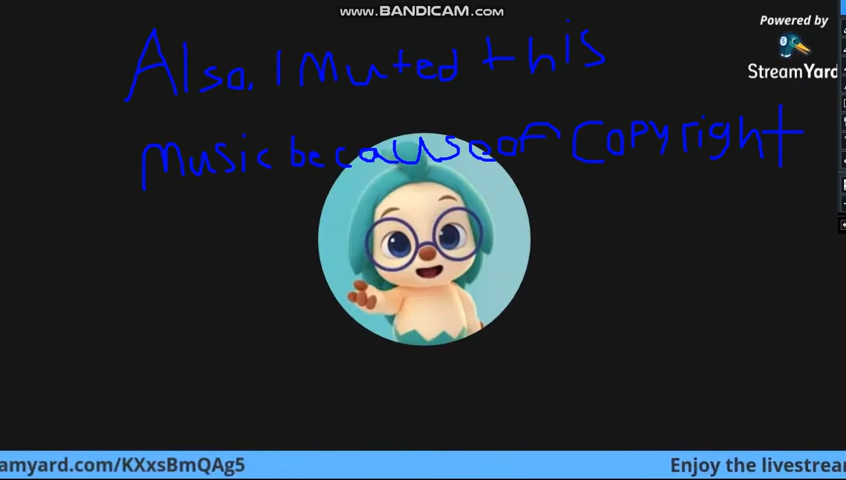 www.BANDICAM.com
Powered by
StreamYard
Also, I Muted this
Music because of Copyright
amyard.com/KXxsBmQAg5
Enjoy the livestrea